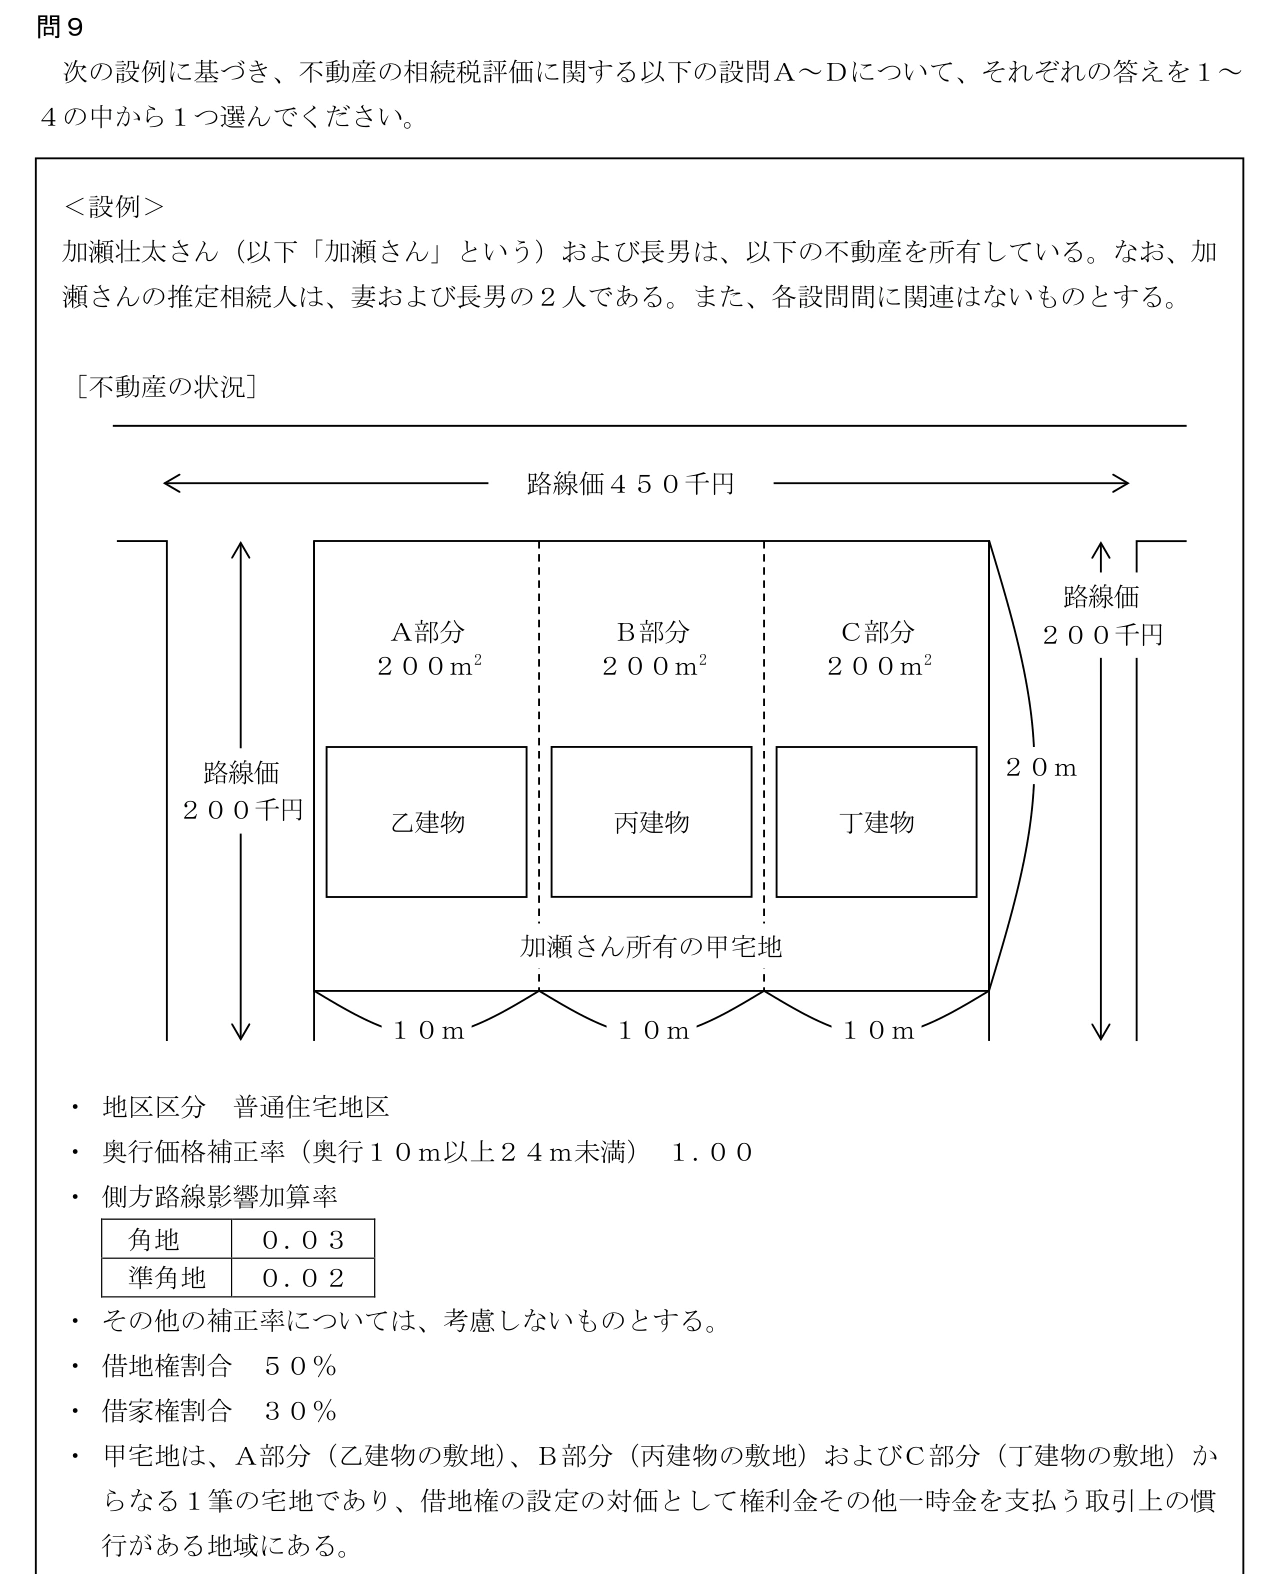 問９
次の設例に基づき、不動産の相続税評価に関する以下の設問Ａ～Ｄについて、それぞれの答えを１～
４の中から１つ選んでください。
＜設例＞
加瀬壮太さん（以下「加瀬さん」という）および長男は、以下の不動産を所有している。なお、加
瀬さんの推定相続人は、妻および長男の２人である。また、各設問間に関連はないものとする。
［不動産の状況］
路線価４５０千円
路線価
２００千円
Ａ部分
２００ｍ²
Ｂ部分
２００ｍ²
Ｃ部分
２００ｍ²
路線価
２００千円
乙建物
丙建物
丁建物
２０ｍ
加瀬さん所有の甲宅地
１０ｍ
１０ｍ
１０ｍ
・ 地区区分　普通住宅地区
・ 奥行価格補正率（奥行１０ｍ以上２４ｍ未満）　１．００
・ 側方路線影響加算率
角地　０．０３
準角地　０．０２
・ その他の補正率については、考慮しないものとする。
・ 借地権割合　５０％
・ 借家権割合　３０％
・ 甲宅地は、Ａ部分（乙建物の敷地）、Ｂ部分（丙建物の敷地）およびＣ部分（丁建物の敷地）か
らなる１筆の宅地であり、借地権の設定の対価として権利金その他一時金を支払う取引上の慣
行がある地域にある。